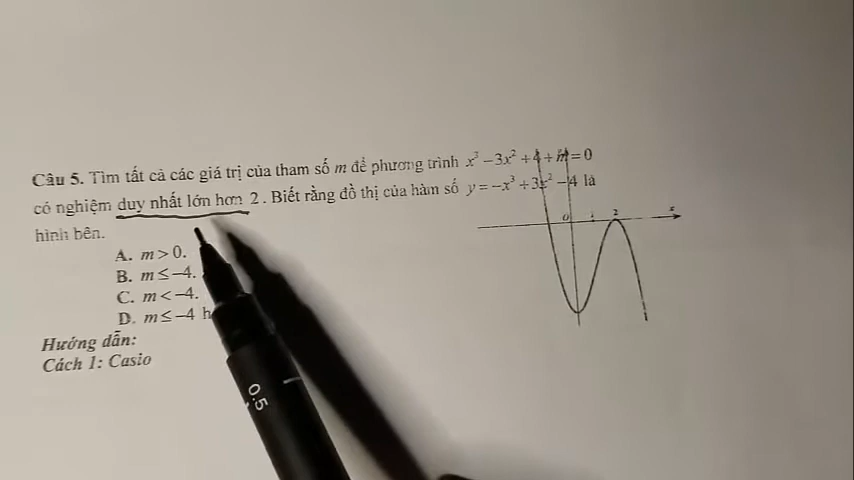 Câu 5. Tìm tất cả các giá trị của tham số m để phương trình x³ − 3x² + 4 + m = 0
có nghiệm duy nhất lớn hơn 2. Biết rằng đồ thị của hàm số y = −x³ + 3x² − 4 là
hình bên.
A. m > 0.
B. m ≤ −4.
C. m < −4.
D. m ≤ −4 h
Hướng dẫn:
Cách 1: Casio
O 1 2 x
0.5